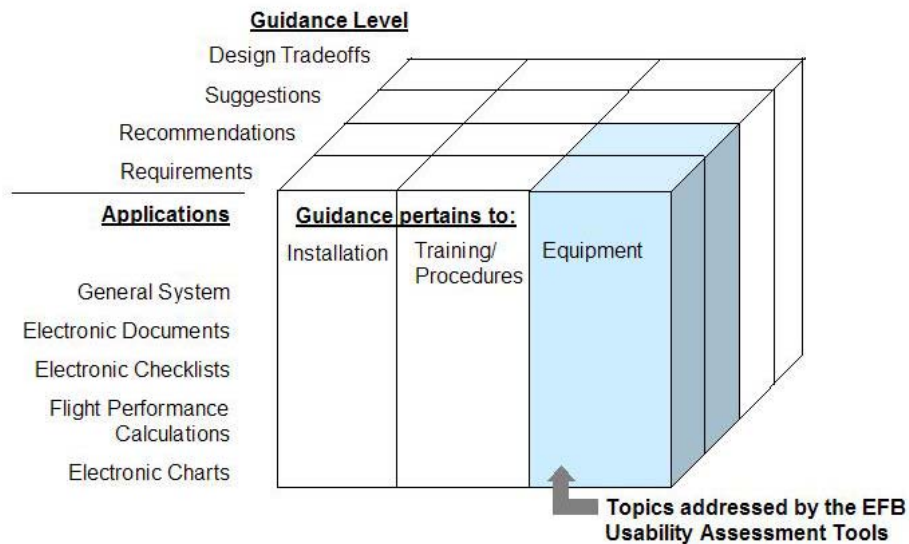 Guidance Level
Design Tradeoffs
Suggestions
Recommendations
Requirements
Applications
Guidance pertains to:
Installation
Training/
Procedures
Equipment
General System
Electronic Documents
Electronic Checklists
Flight Performance
Calculations
Electronic Charts
Topics addressed by the EFB
Usability Assessment Tools